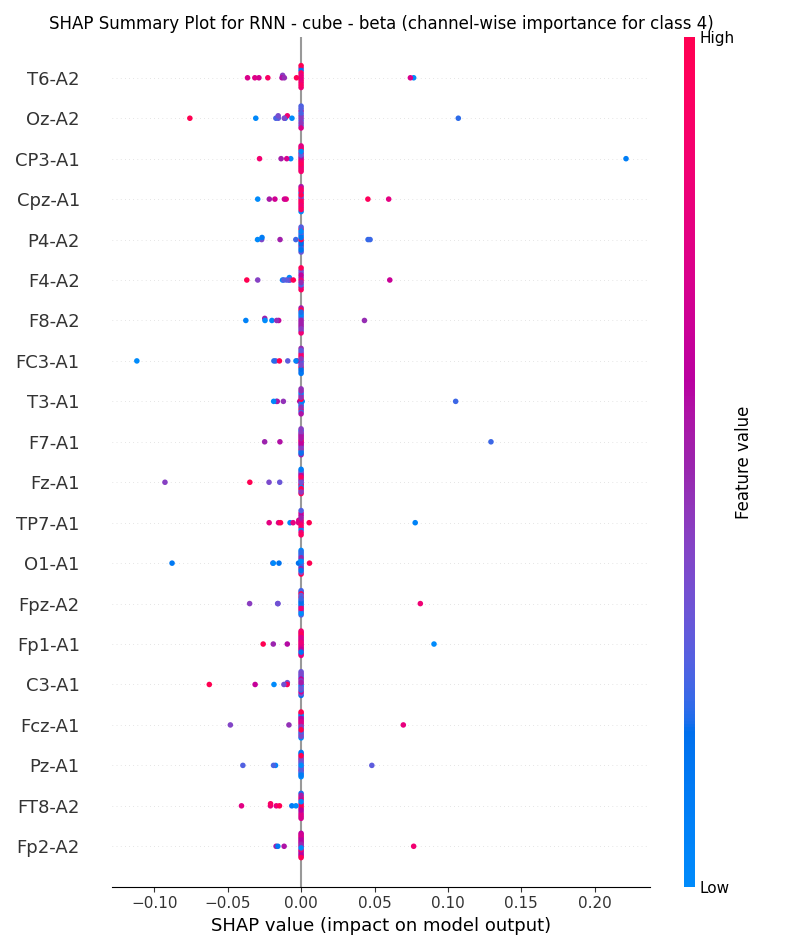 SHAP Summary Plot for RNN - cube - beta (channel-wise importance for class 4)
High
T6-A2
Oz-A2
CP3-A1
Cpz-A1
P4-A2
F4-A2
F8-A2
FC3-A1
T3-A1
F7-A1
Fz-A1
TP7-A1
O1-A1
Fpz-A2
Fp1-A1
C3-A1
Fcz-A1
Pz-A1
FT8-A2
Fp2-A2
Feature value
Low
−0.10 −0.05 0.00 0.05 0.10 0.15 0.20
SHAP value (impact on model output)